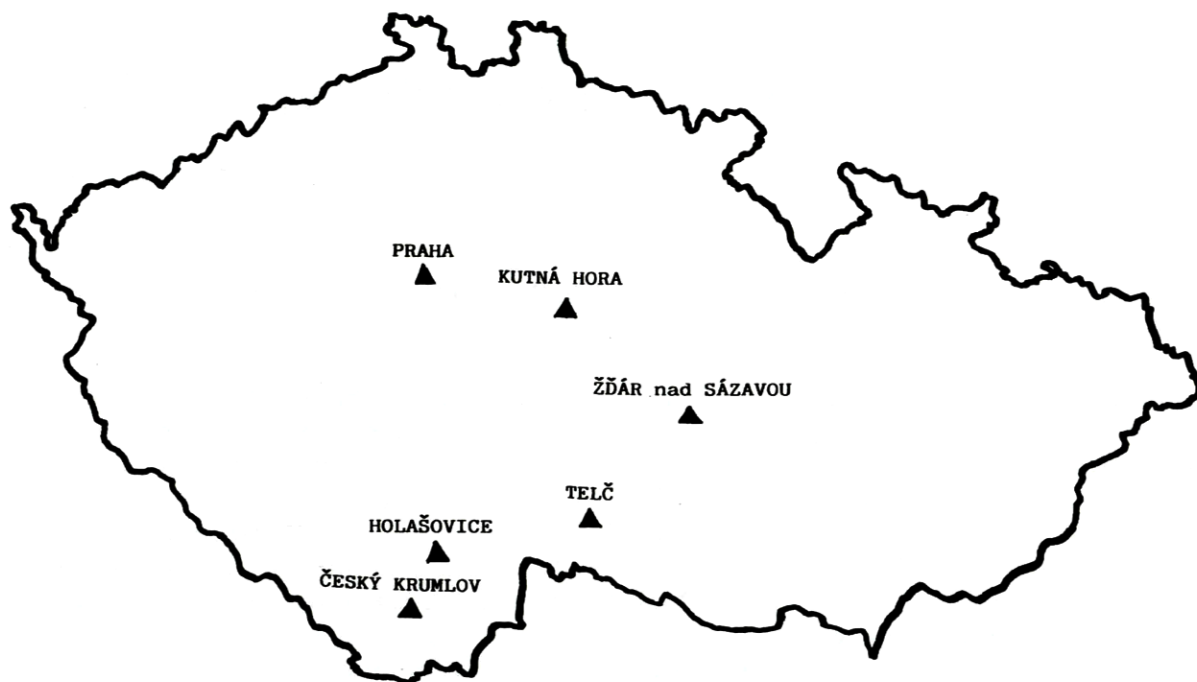 PRAHA
KUTNÁ HORA
ŽĎÁR nad SÁZAVOU
TELČ
HOLAŠOVICE
ČESKÝ KRUMLOV